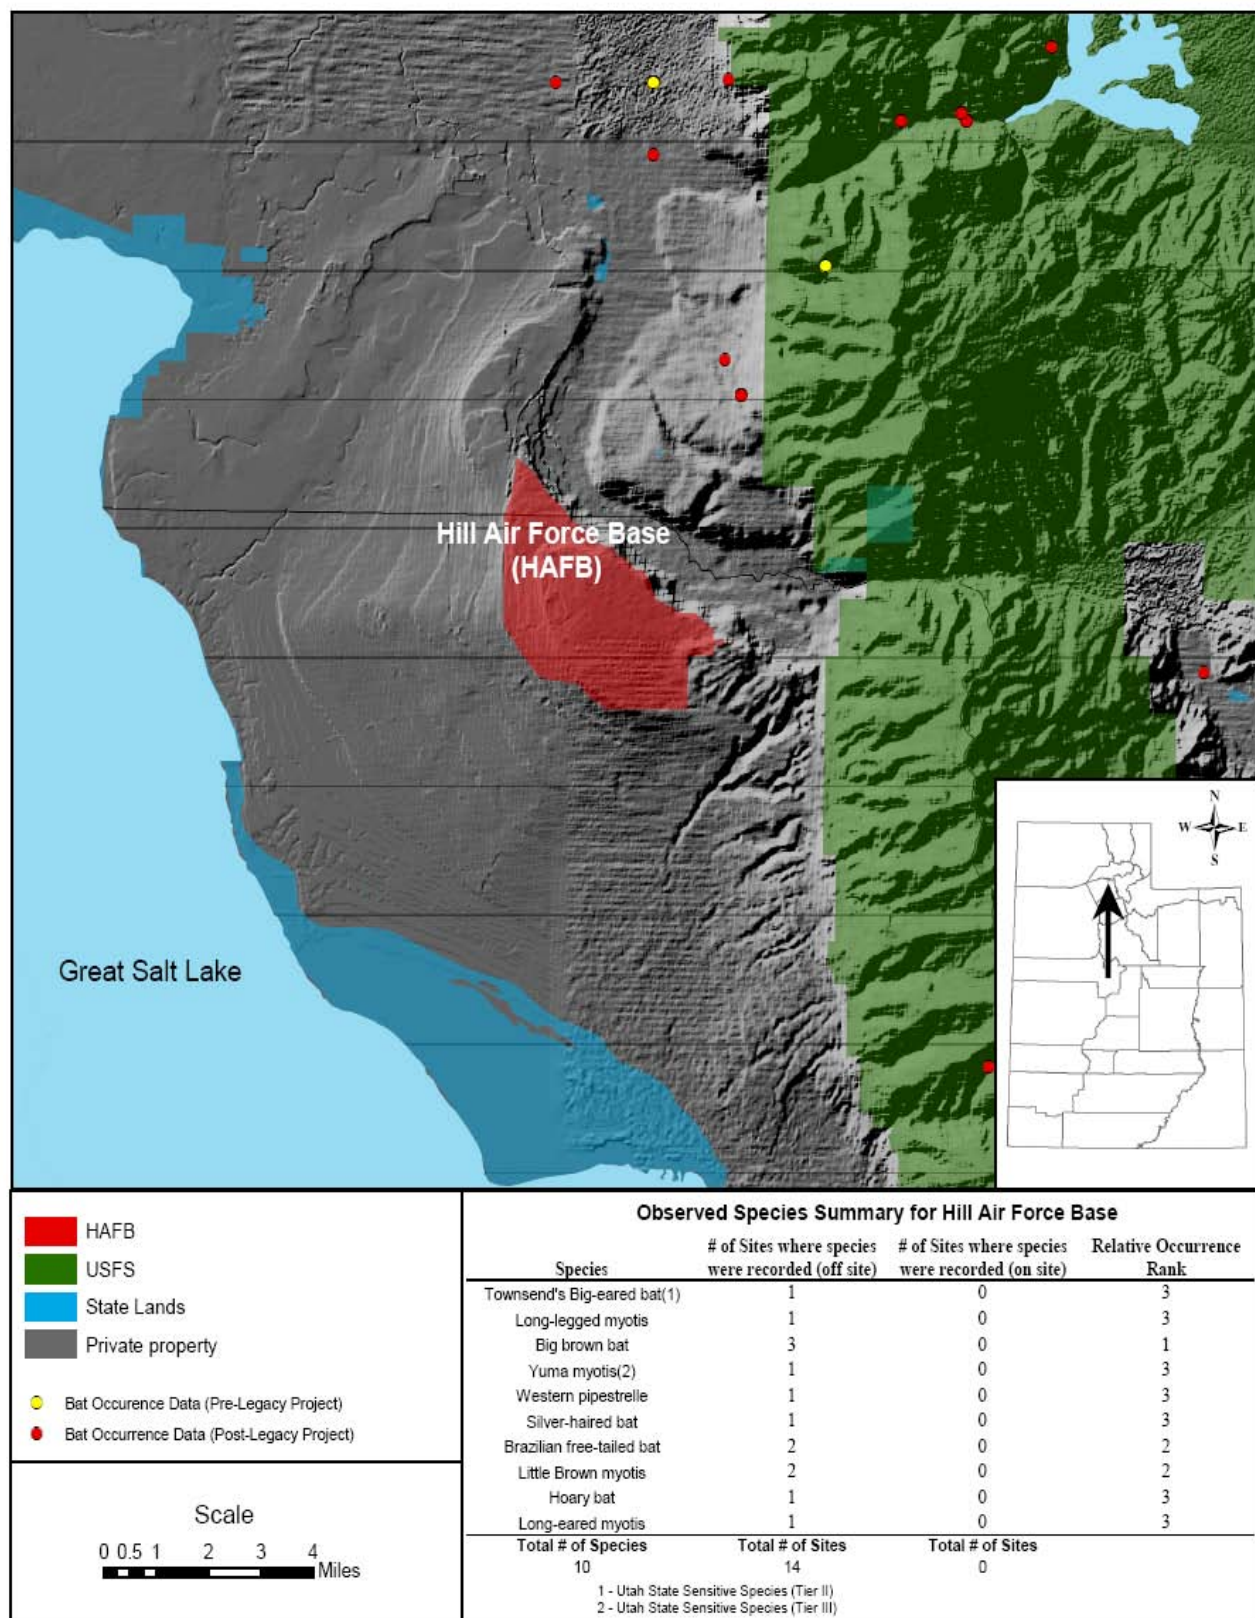 Hill Air Force Base
(HAFB)
Great Salt Lake
N
W E
S
HAFB
USFS
State Lands
Private property
Bat Occurence Data (Pre-Legacy Project)
Bat Occurrence Data (Post-Legacy Project)
Scale
0 0.5 1 2 3 4
Miles
Observed Species Summary for Hill Air Force Base
# of Sites where species # of Sites where species Relative Occurrence
Species were recorded (off site) were recorded (on site) Rank
Townsend's Big-eared bat(1) 1 0 3
Long-legged myotis 1 0 3
Big brown bat 3 0 1
Yuma myotis(2) 1 0 3
Western pipestrelle 1 0 3
Silver-haired bat 1 0 3
Brazilian free-tailed bat 2 0 2
Little Brown myotis 2 0 2
Hoary bat 1 0 3
Long-eared myotis 1 0 3
Total # of Species Total # of Sites Total # of Sites
10 14 0
1 - Utah State Sensitive Species (Tier II)
2 - Utah State Sensitive Species (Tier III)